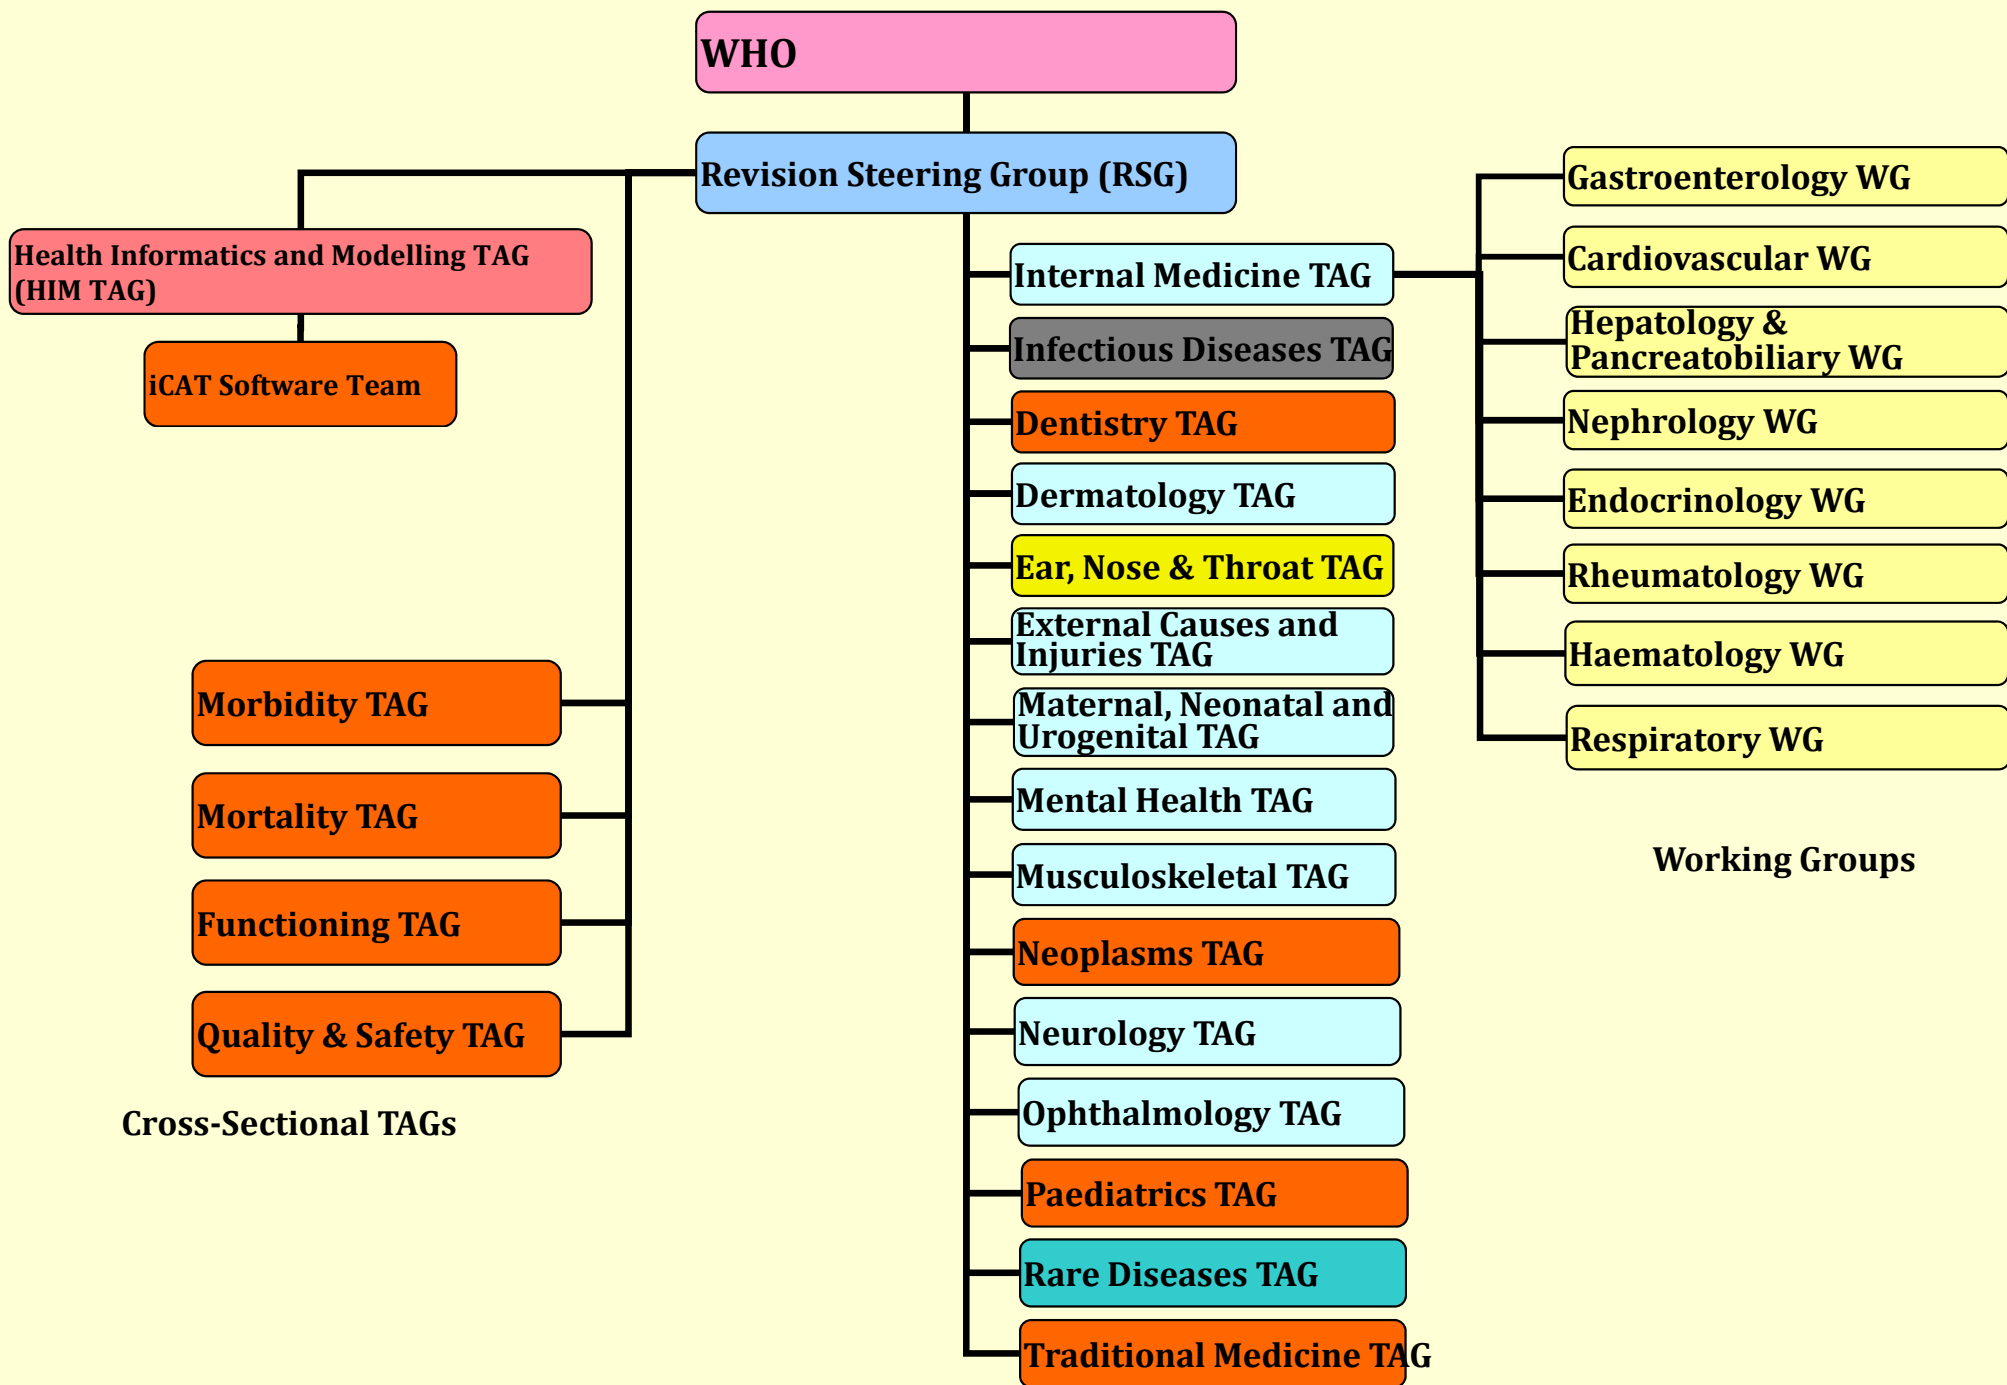 WHO
Revision Steering Group (RSG)
Health Informatics and Modelling TAG
(HIM TAG)
iCAT Software Team
Morbidity TAG
Mortality TAG
Functioning TAG
Quality & Safety TAG
Cross-Sectional TAGs
Internal Medicine TAG
Infectious Diseases TAG
Dentistry TAG
Dermatology TAG
Ear, Nose & Throat TAG
External Causes and
Injuries TAG
Maternal, Neonatal and
Urogenital TAG
Mental Health TAG
Musculoskeletal TAG
Neoplasms TAG
Neurology TAG
Ophthalmology TAG
Paediatrics TAG
Rare Diseases TAG
Traditional Medicine TAG
Gastroenterology WG
Cardiovascular WG
Hepatology &
Pancreatobiliary WG
Nephrology WG
Endocrinology WG
Rheumatology WG
Haematology WG
Respiratory WG
Working Groups